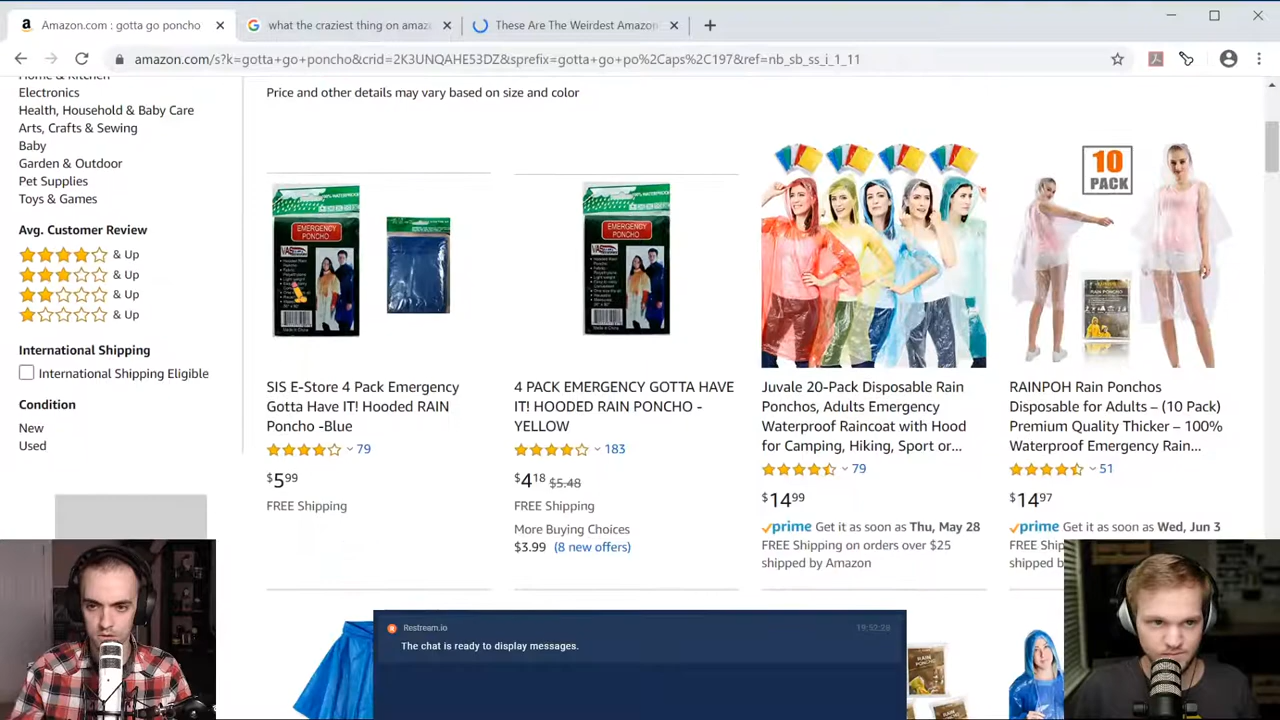 Amazon.com : gotta go poncho
what the craziest thing on amaz
These Are The Weirdest Amazon
amazon.com/s?k=gotta+go+poncho&crid=2K3UNQAHE53DZ&sprefix=gotta+go+po%2Caps%2C197&ref=nb_sb_ss_i_1_11
Home & Kitchen
Electronics
Health, Household & Baby Care
Arts, Crafts & Sewing
Baby
Garden & Outdoor
Pet Supplies
Toys & Games
Avg. Customer Review
& Up
& Up
& Up
& Up
International Shipping
International Shipping Eligible
Condition
New
Used
Price and other details may vary based on size and color
EMERGENCY
PONCHO
SIS E-Store 4 Pack Emergency
Gotta Have IT! Hooded RAIN
Poncho -Blue
79
$599
FREE Shipping
EMERGENCY
PONCHO
4 PACK EMERGENCY GOTTA HAVE
IT! HOODED RAIN PONCHO -
YELLOW
183
$418 $5.48
FREE Shipping
More Buying Choices
$3.99 (8 new offers)
Juvale 20-Pack Disposable Rain
Ponchos, Adults Emergency
Waterproof Raincoat with Hood
for Camping, Hiking, Sport or...
79
$1499
prime Get it as soon as Thu, May 28
FREE Shipping on orders over $25
shipped by Amazon
10
PACK
RAINPOH Rain Ponchos
Disposable for Adults – (10 Pack)
Premium Quality Thicker – 100%
Waterproof Emergency Rain...
51
$1497
prime Get it as soon as Wed, Jun 3
FREE Ship
shipped b
Restream.io
19:52:28
The chat is ready to display messages.